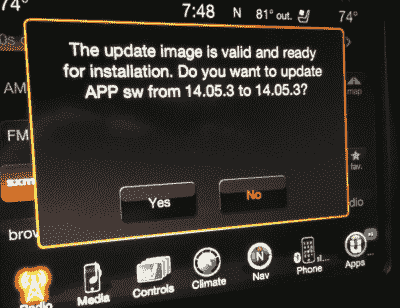 74° 7:48 N 81° out. 74°
The update image is valid and ready
for installation. Do you want to update
APP sw from 14.05.3 to 14.05.3?
AM
map
FM
fav.
Yes No
brow
Radio Media Controls Climate Nav Phone Apps